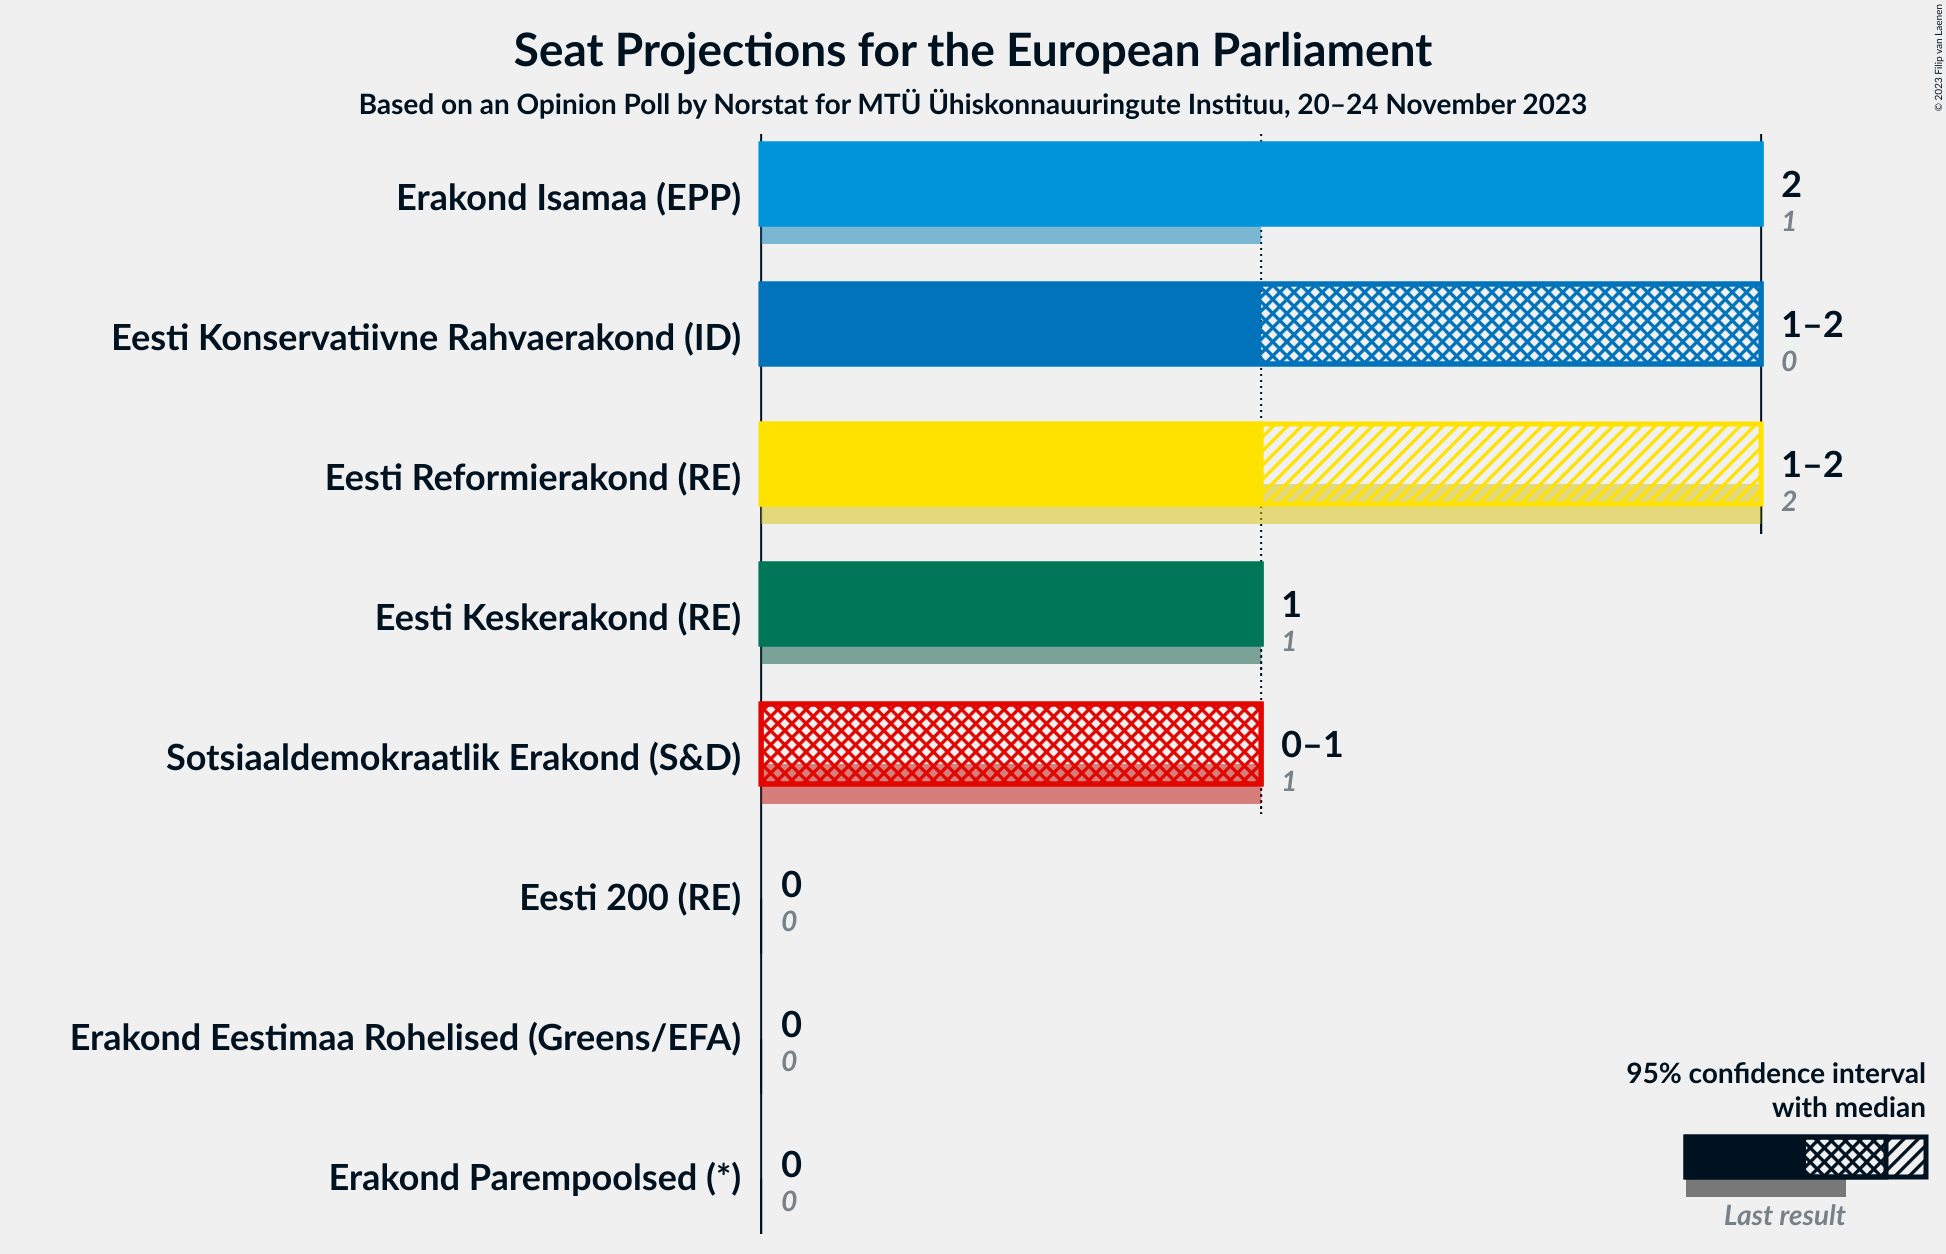 Seat Projections for the European Parliament
Based on an Opinion Poll by Norstat for MTÜ Ühiskonnauuringute Instituu, 20–24 November 2023
© 2023 Filip van Laenen
Erakond Isamaa (EPP)
2
1
Eesti Konservatiivne Rahvaerakond (ID)
1–2
0
Eesti Reformierakond (RE)
1–2
2
Eesti Keskerakond (RE)
1
1
Sotsiaaldemokraatlik Erakond (S&D)
0–1
1
Eesti 200 (RE)
0
0
Erakond Eestimaa Rohelised (Greens/EFA)
0
0
Erakond Parempoolsed (*)
0
0
95% confidence interval
with median
Last result